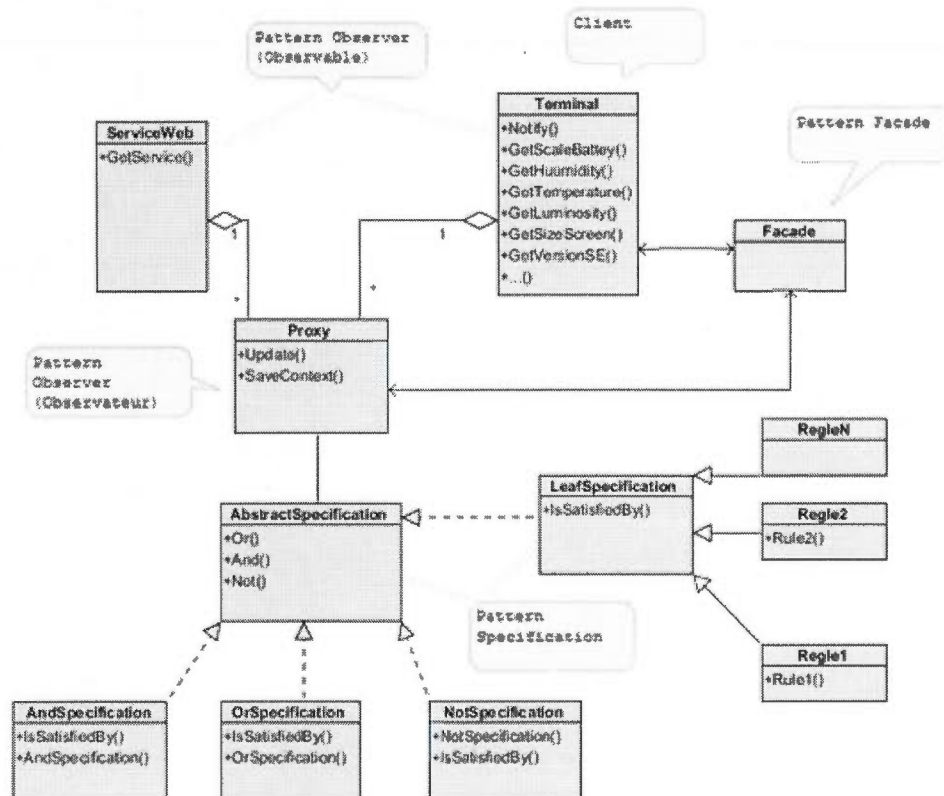 Pattern Observer
(Observable)
Client
Pattern Facade
ServiceWeb
+GetService()
Terminal
+Notify()
+GetScaleBattey()
+GetHuumidity()
+GetTemperature()
+GetLuminosity()
+GetSizeScreen()
+GetVersionSE()
+...()
Facade
1
1
*
*
Proxy
+Update()
+SaveContext()
Pattern
Observer
(Observateur)
RegleN
LeafSpecification
+IsSatisfiedBy()
Regle2
+Rule2()
AbstractSpecification
+Or()
+And()
+Not()
Pattern
Specification
Regle1
+Rule1()
AndSpecification
+IsSatisfiedBy()
+AndSpecification()
OrSpecification
+IsSatisfiedBy()
+OrSpecification()
NotSpecification
+NotSpecification()
+IsSatisfiedBy()